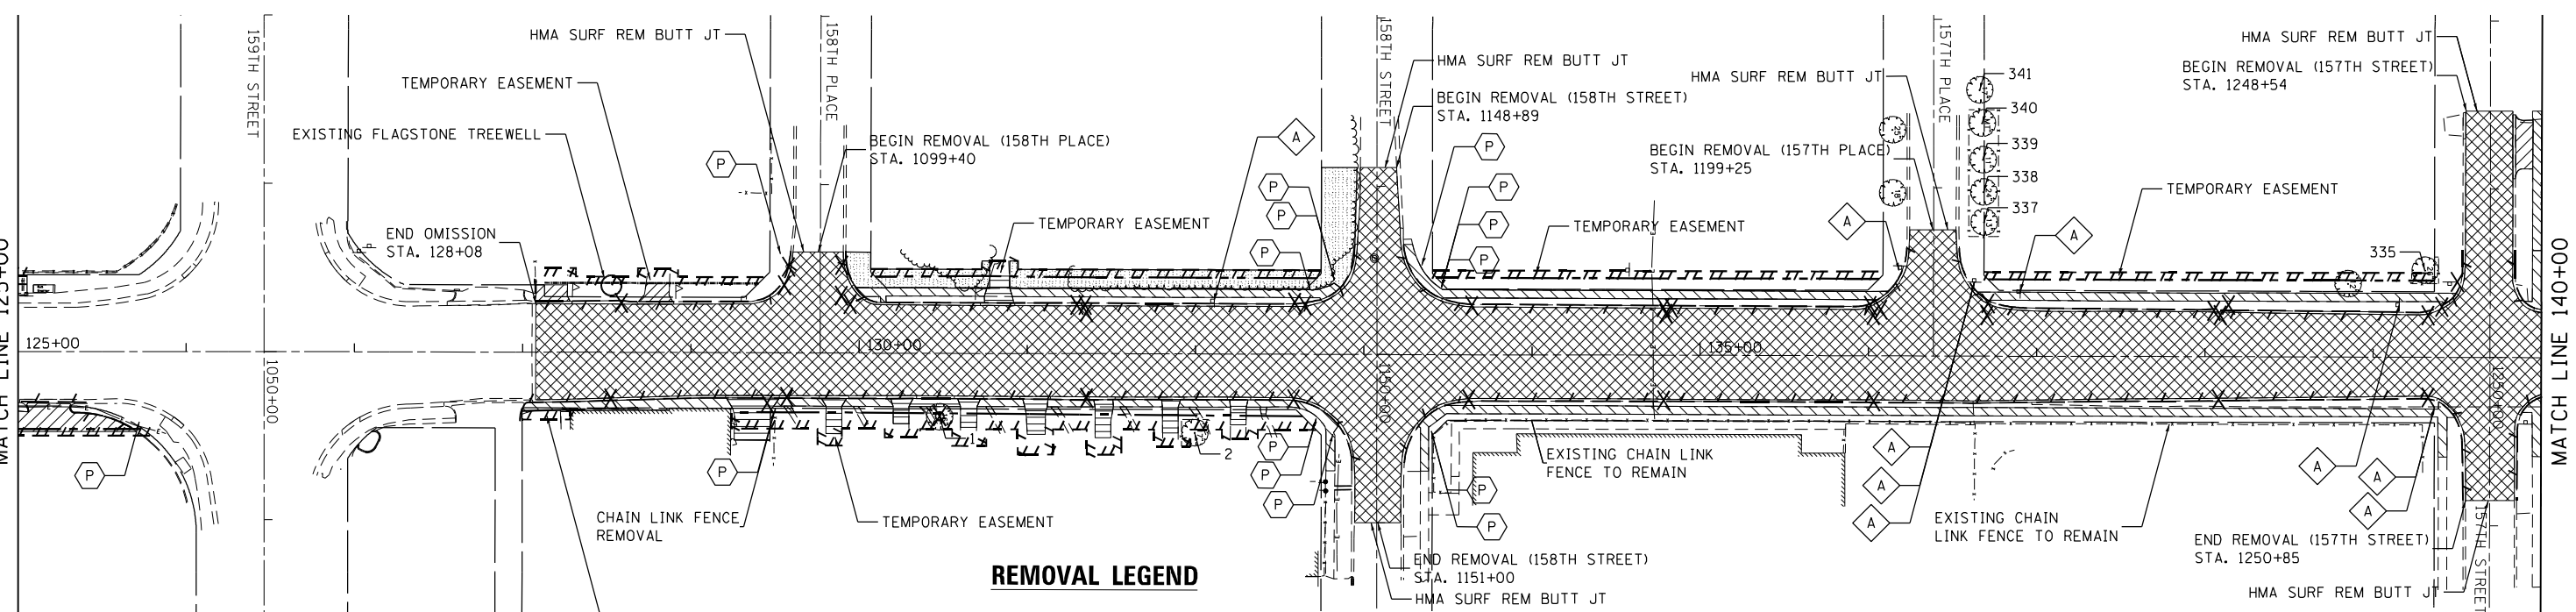 MATCH LINE 125+00
159TH STREET
HMA SURF REM BUTT JT
TEMPORARY EASEMENT
EXISTING FLAGSTONE TREEWELL
P
158TH PLACE
BEGIN REMOVAL (158TH PLACE)
STA. 1099+40
END OMISSION
STA. 128+08
TEMPORARY EASEMENT
A
P
P
P
158TH STREET
HMA SURF REM BUTT JT
BEGIN REMOVAL (158TH STREET)
STA. 1148+89
P
P
P
P
TEMPORARY EASEMENT
HMA SURF REM BUTT JT
BEGIN REMOVAL (157TH PLACE)
STA. 1199+25
A
157TH PLACE
341
340
339
338
337
A
TEMPORARY EASEMENT
335
HMA SURF REM BUTT JT
BEGIN REMOVAL (157TH STREET)
STA. 1248+54
MATCH LINE 140+00
125+00
1050+00
130+00
1150+00
135+00
1250+00
P
P
CHAIN LINK FENCE
REMOVAL
1
TEMPORARY EASEMENT
2
P
P
P
P
P
EXISTING CHAIN LINK
FENCE TO REMAIN
END REMOVAL (158TH STREET)
STA. 1151+00
HMA SURF REM BUTT JT
A
A
A
EXISTING CHAIN
LINK FENCE TO REMAIN
A
A
A
END REMOVAL (157TH STREET)
STA. 1250+85
HMA SURF REM BUTT JT
157TH STREET
REMOVAL LEGEND